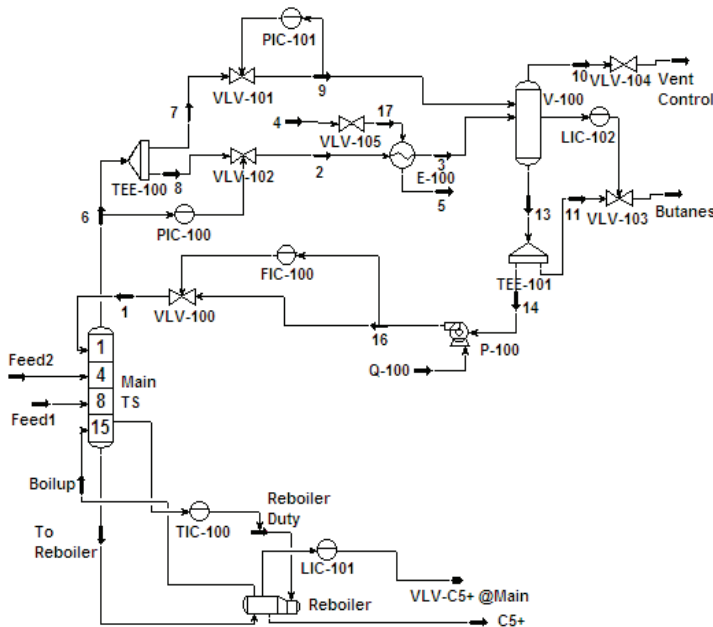 PIC-101
VLV-101
9
10
VLV-104
Vent
Control
7
V-100
4
17
VLV-105
LIC-102
TEE-100
8
VLV-102
2
E-100
3
5
13
11
VLV-103
Butanes
6
PIC-100
FIC-100
TEE-101
14
1
VLV-100
16
P-100
Q-100
1
Feed2
4
Main
TS
8
Feed1
15
Boilup
TIC-100
Reboiler
Duty
To
Reboiler
LIC-101
VLV-C5+ @Main
Reboiler
C5+